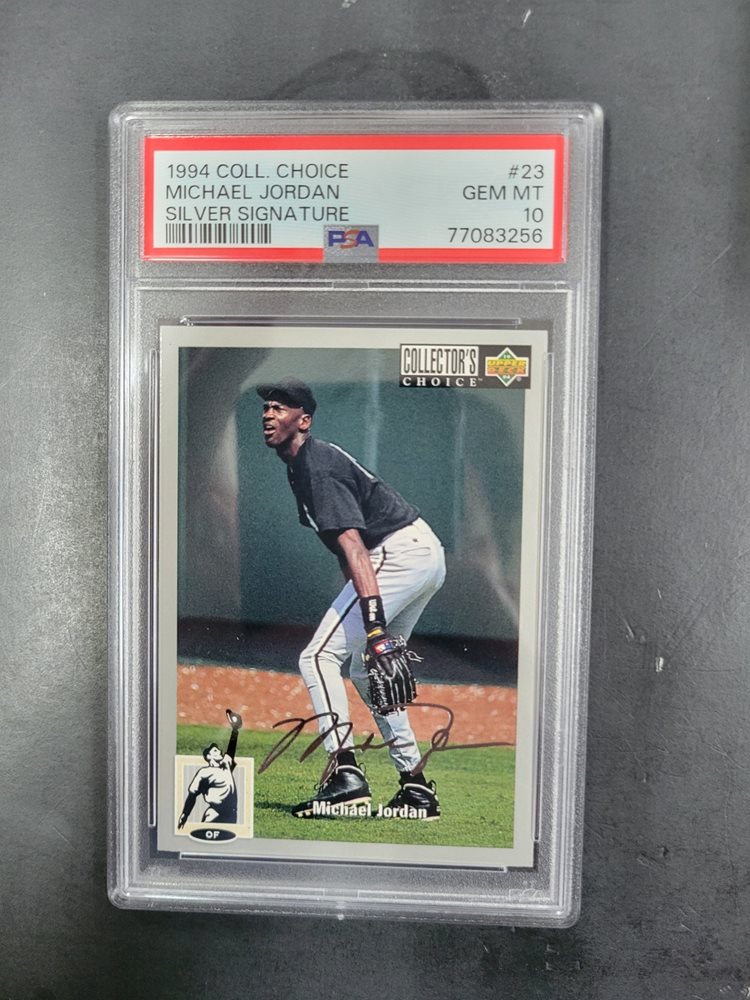 1994 COLL. CHOICE #23
MICHAEL JORDAN GEM MT
SILVER SIGNATURE 10
PSA 77083256
COLLECTOR'S
CHOICE™
UPPER
DECK
Michael Jordan
OF